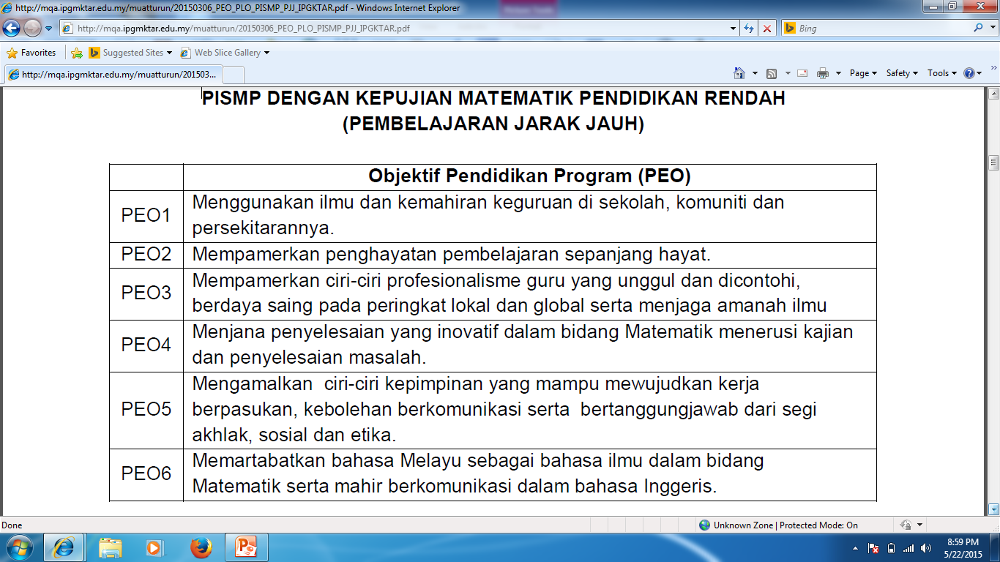 http://mqa.ipgmktar.edu.my/muatturun/20150306_PEO_PLO_PISMP_PJJ_IPGKTAR.pdf - Windows Internet Explorer
http://mqa.ipgmktar.edu.my/muatturun/20150306_PEO_PLO_PISMP_PJJ_IPGKTAR.pdf
Bing
Favorites Suggested Sites Web Slice Gallery
http://mqa.ipgmktar.edu.my/muatturun/201503...
Page Safety Tools
PISMP DENGAN KEPUJIAN MATEMATIK PENDIDIKAN RENDAH
(PEMBELAJARAN JARAK JAUH)
Objektif Pendidikan Program (PEO)
PEO1
Menggunakan ilmu dan kemahiran keguruan di sekolah, komuniti dan
persekitarannya.
PEO2
Mempamerkan penghayatan pembelajaran sepanjang hayat.
PEO3
Mempamerkan ciri-ciri profesionalisme guru yang unggul dan dicontohi,
berdaya saing pada peringkat lokal dan global serta menjaga amanah ilmu
PEO4
Menjana penyelesaian yang inovatif dalam bidang Matematik menerusi kajian
dan penyelesaian masalah.
PEO5
Mengamalkan ciri-ciri kepimpinan yang mampu mewujudkan kerja
berpasukan, kebolehan berkomunikasi serta bertanggungjawab dari segi
akhlak, sosial dan etika.
PEO6
Memartabatkan bahasa Melayu sebagai bahasa ilmu dalam bidang
Matematik serta mahir berkomunikasi dalam bahasa Inggeris.
Done
Unknown Zone | Protected Mode: On
8:59 PM
5/22/2015